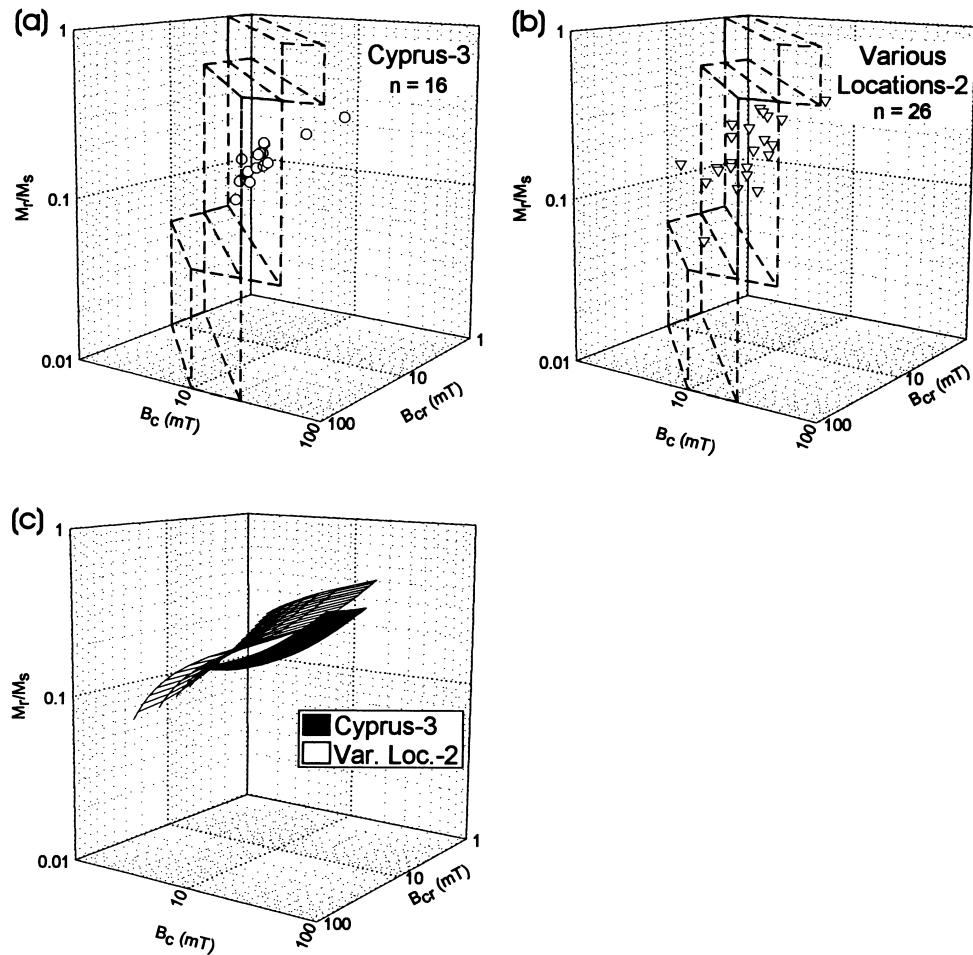 (a)
Cyprus-3
n = 16
1
0.1
0.01
Mr/Ms
10
100
Bc (mT)
100
10
1
Bcr (mT)
(b)
Various
Locations-2
n = 26
1
0.1
0.01
Mr/Ms
10
100
Bc (mT)
100
10
Bcr (mT)
(c)
1
0.1
0.01
Mr/Ms
Cyprus-3
Var. Loc.-2
10
100
Bc (mT)
100
10
1
Bcr (mT)